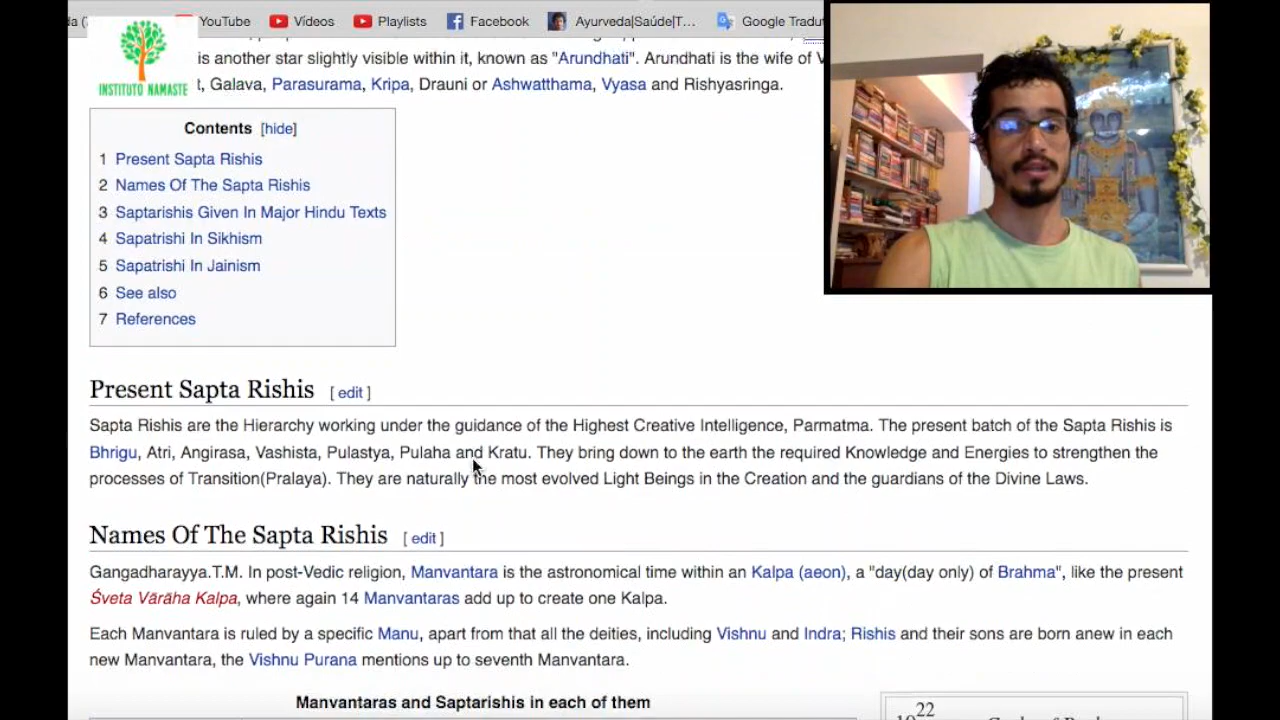 YouTube Vídeos Playlists Facebook Ayurveda|Saúde|T… Google Tradut
INSTITUTO NAMASTE
is another star slightly visible within it, known as "Arundhati". Arundhati is the wife of V
t, Galava, Parasurama, Kripa, Drauni or Ashwatthama, Vyasa and Rishyasringa.
Contents [hide]
1 Present Sapta Rishis
2 Names Of The Sapta Rishis
3 Saptarishis Given In Major Hindu Texts
4 Sapatrishi In Sikhism
5 Sapatrishi In Jainism
6 See also
7 References
Present Sapta Rishis [ edit ]
Sapta Rishis are the Hierarchy working under the guidance of the Highest Creative Intelligence, Parmatma. The present batch of the Sapta Rishis is
Bhrigu, Atri, Angirasa, Vashista, Pulastya, Pulaha and Kratu. They bring down to the earth the required Knowledge and Energies to strengthen the
processes of Transition(Pralaya). They are naturally the most evolved Light Beings in the Creation and the guardians of the Divine Laws.
Names Of The Sapta Rishis [ edit ]
Gangadharayya.T.M. In post-Vedic religion, Manvantara is the astronomical time within an Kalpa (aeon), a "day(day only) of Brahma", like the present
Śveta Vārāha Kalpa, where again 14 Manvantaras add up to create one Kalpa.
Each Manvantara is ruled by a specific Manu, apart from that all the deities, including Vishnu and Indra; Rishis and their sons are born anew in each
new Manvantara, the Vishnu Purana mentions up to seventh Manvantara.
Manvantaras and Saptarishis in each of them
22